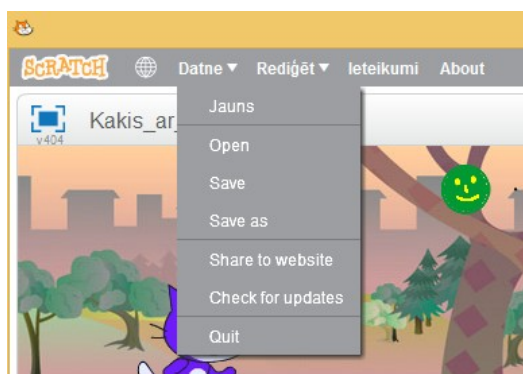 SCRATCH Datne Rediģēt Ieteikumi About
v404
Kakis_ar_
Jauns
Open
Save
Save as
Share to website
Check for updates
Quit